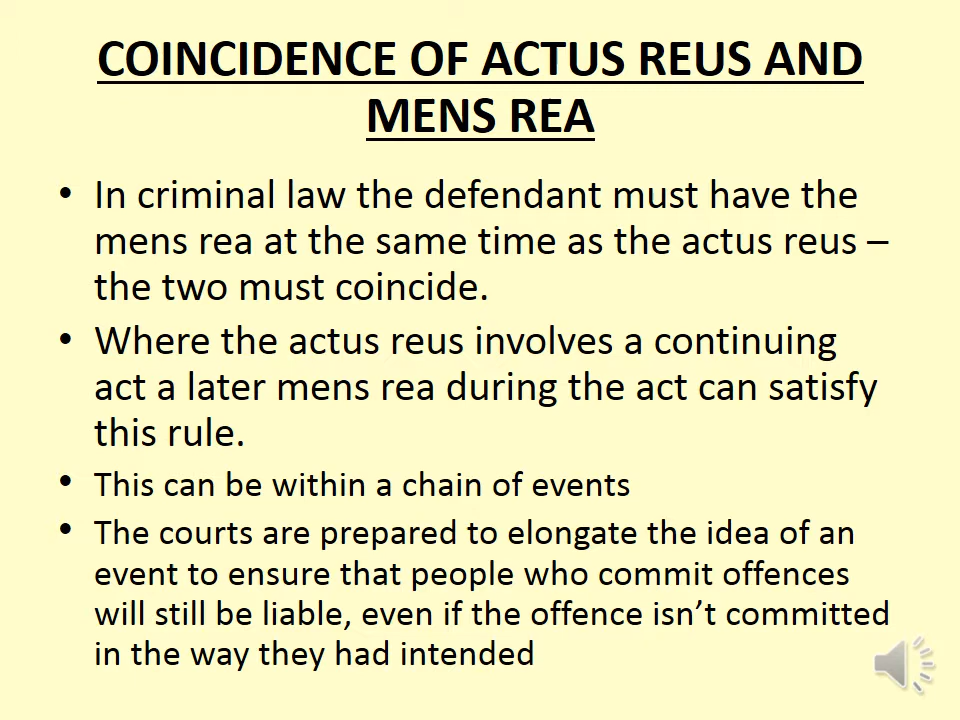 COINCIDENCE OF ACTUS REUS AND
MENS REA
• In criminal law the defendant must have the
mens rea at the same time as the actus reus –
the two must coincide.
• Where the actus reus involves a continuing
act a later mens rea during the act can satisfy
this rule.
• This can be within a chain of events
• The courts are prepared to elongate the idea of an
event to ensure that people who commit offences
will still be liable, even if the offence isn’t committed
in the way they had intended